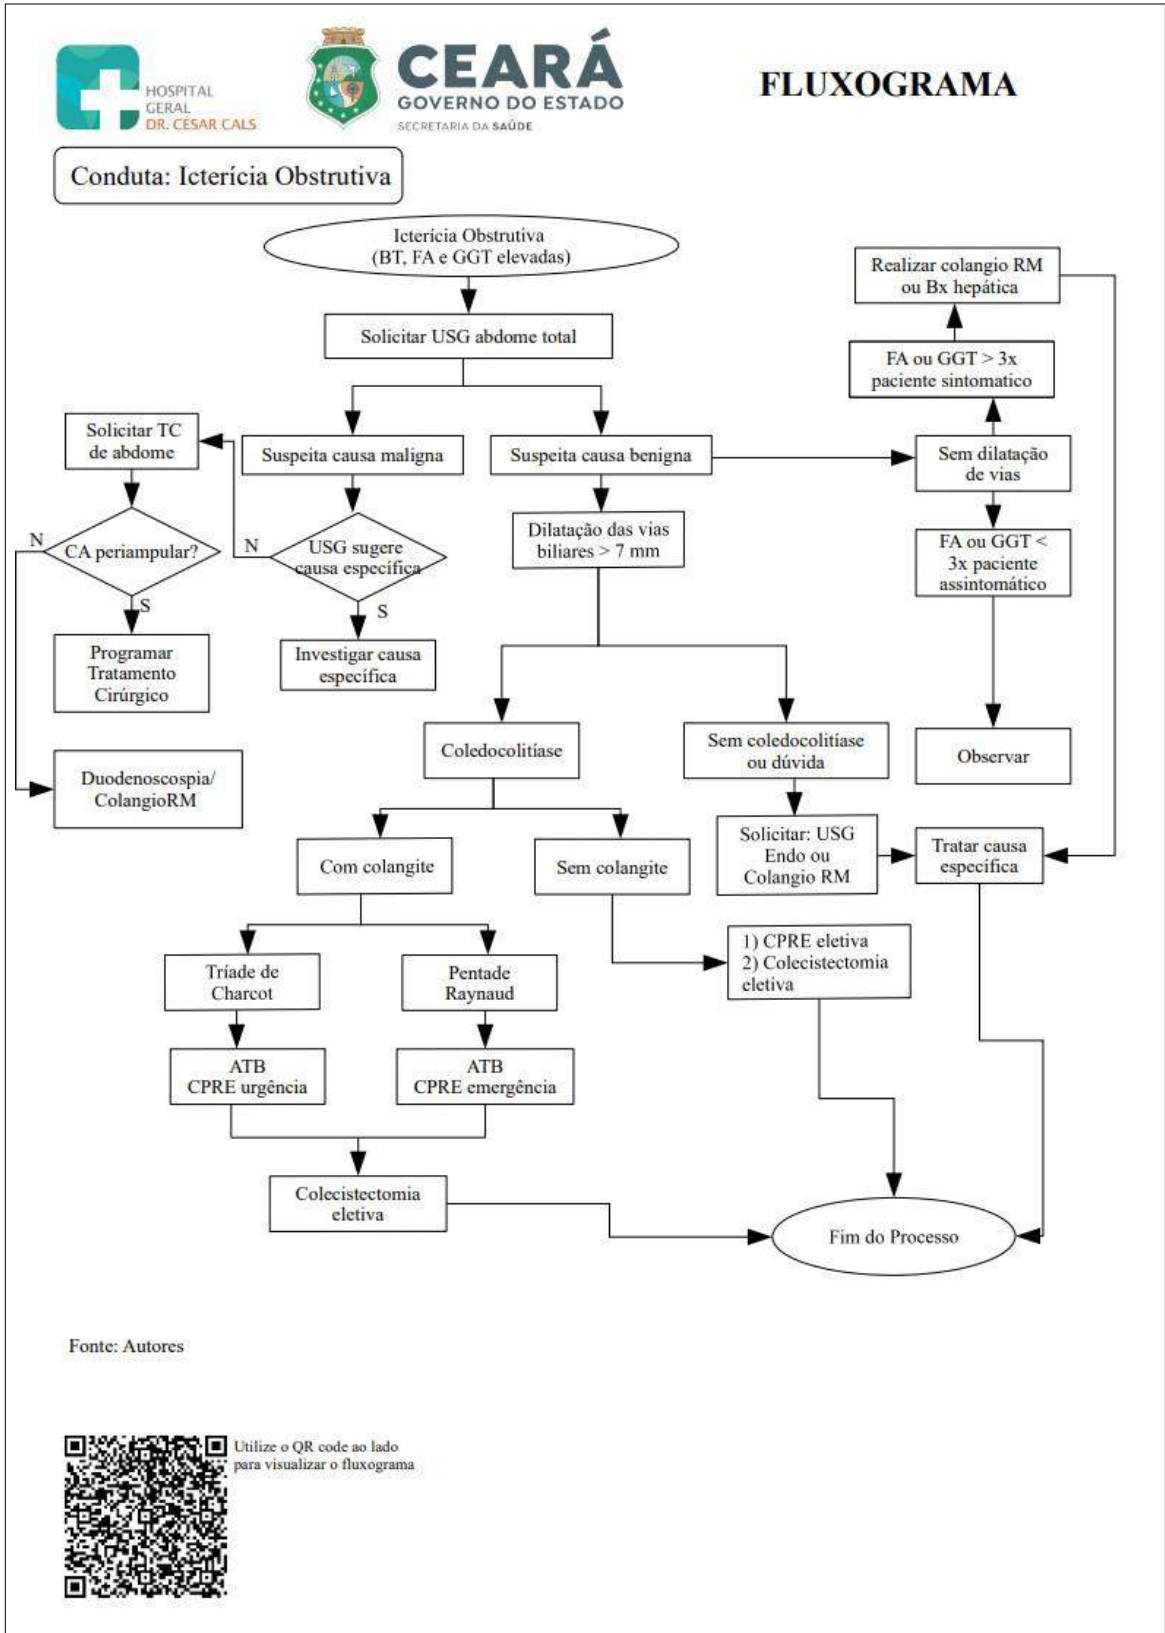 HOSPITAL
GERAL
DR. CÉSAR CALS
CEARÁ
GOVERNO DO ESTADO
SECRETARIA DA SAÚDE
FLUXOGRAMA
Conduta: Icterícia Obstrutiva
Icterícia Obstrutiva
(BT, FA e GGT elevadas)
Solicitar USG abdome total
Realizar colangio RM
ou Bx hepática
FA ou GGT > 3x
paciente sintomatico
Solicitar TC
de abdome
Suspeita causa maligna
Suspeita causa benigna
Sem dilatação
de vias
N
CA periampular?
S
N
USG sugere
causa específica
S
Dilatação das vias
biliares > 7 mm
FA ou GGT <
3x paciente
assintomático
Programar
Tratamento
Cirúrgico
Investigar causa
específica
Coledocolitíase
Sem coledocolitíase
ou dúvida
Observar
Duodenoscospia/
ColangioRM
Com colangite
Sem colangite
Solicitar: USG
Endo ou
Colangio RM
Tratar causa
específica
Tríade de
Charcot
Pentade
Raynaud
1) CPRE eletiva
2) Colecistectomia
eletiva
ATB
CPRE urgência
ATB
CPRE emergência
Colecistectomia
eletiva
Fim do Processo
Fonte: Autores
Utilize o QR code ao lado
para visualizar o fluxograma